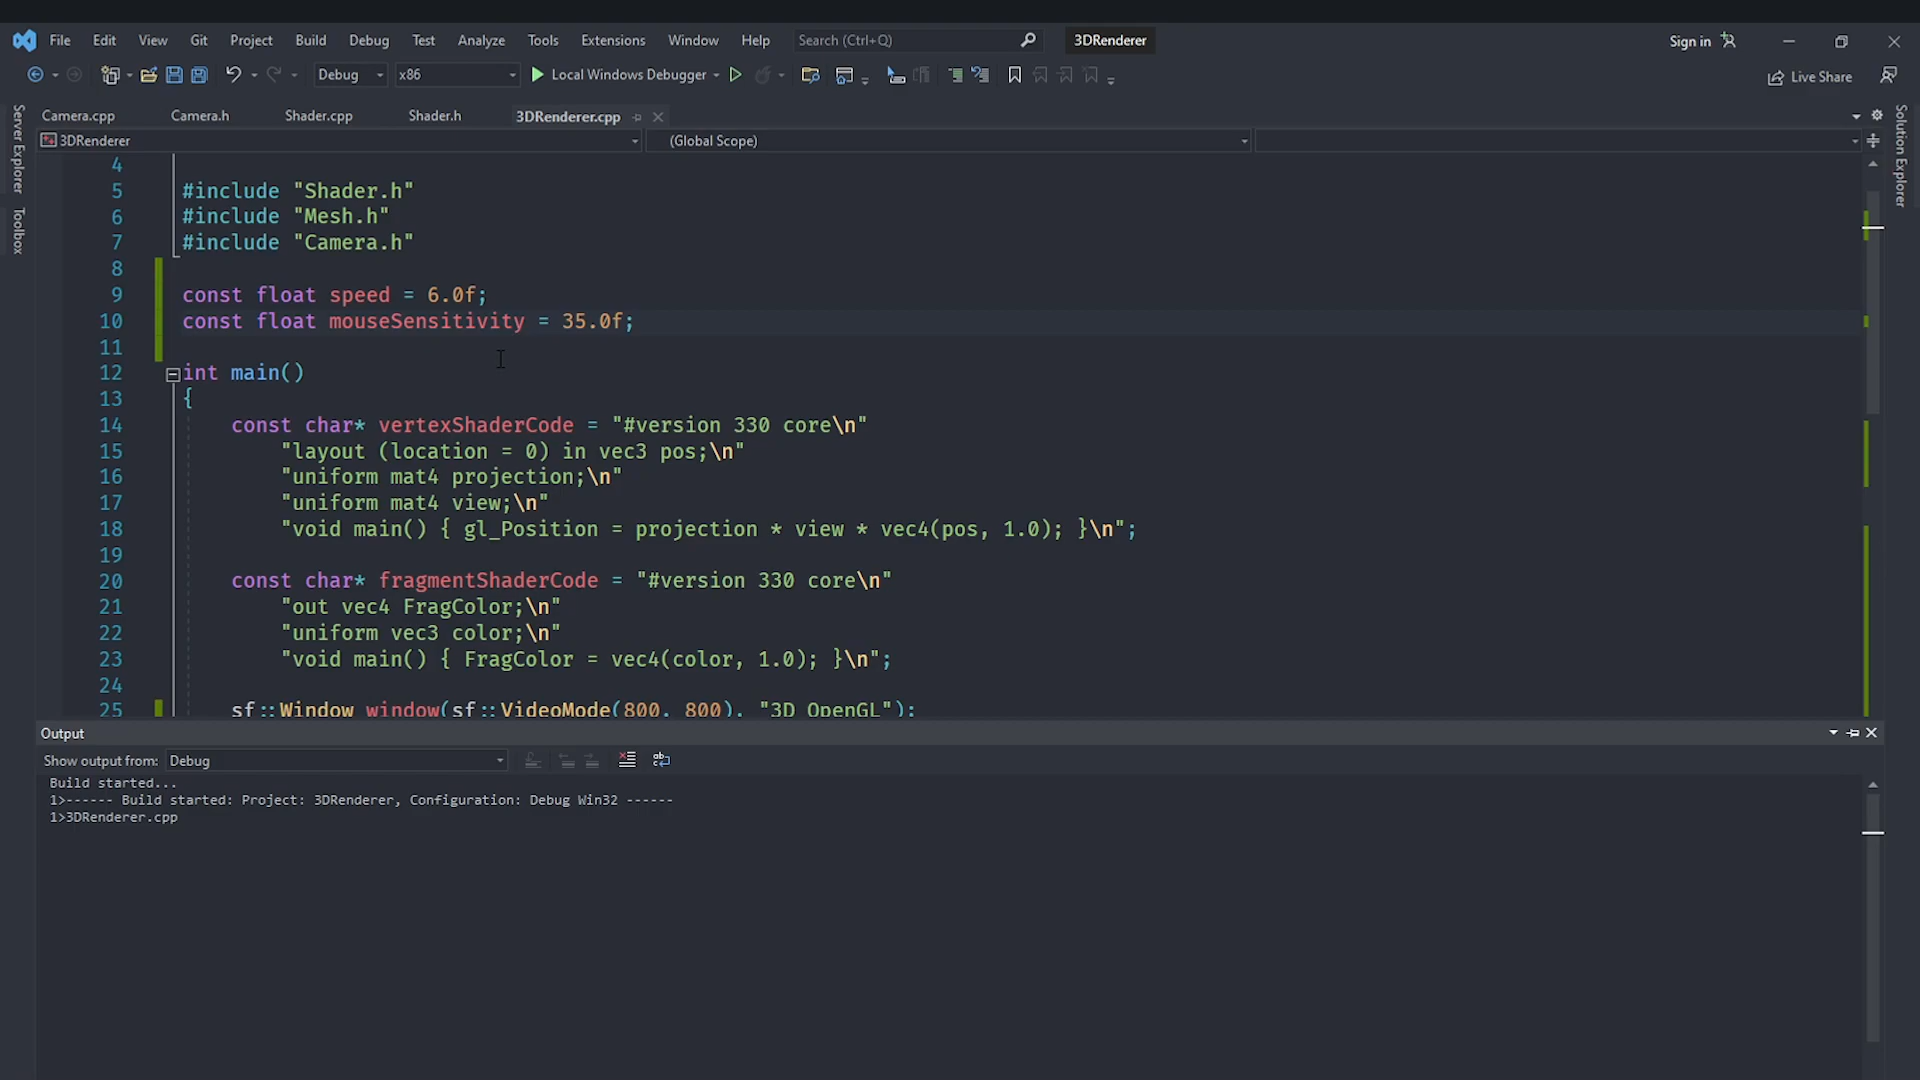 File Edit View Git Project Build Debug Test Analyze Tools Extensions Window Help Search (Ctrl+Q) 3DRenderer Sign in
Debug x86 Local Windows Debugger Live Share
Camera.cpp Camera.h Shader.cpp Shader.h 3DRenderer.cpp
3DRenderer (Global Scope)
Server Explorer
Toolbox
Solution Explorer
4
5 #include "Shader.h"
6 #include "Mesh.h"
7 #include "Camera.h"
8
9 const float speed = 6.0f;
10 const float mouseSensitivity = 35.0f;
11
12 int main()
13 {
14 const char* vertexShaderCode = "#version 330 core\n"
15 "layout (location = 0) in vec3 pos;\n"
16 "uniform mat4 projection;\n"
17 "uniform mat4 view;\n"
18 "void main() { gl_Position = projection * view * vec4(pos, 1.0); }\n";
19
20 const char* fragmentShaderCode = "#version 330 core\n"
21 "out vec4 FragColor;\n"
22 "uniform vec3 color;\n"
23 "void main() { FragColor = vec4(color, 1.0); }\n";
24
25 sf::Window window(sf::VideoMode(800, 800), "3D OpenGL");
Output
Show output from: Debug
Build started...
1>------ Build started: Project: 3DRenderer, Configuration: Debug Win32 ------
1>3DRenderer.cpp